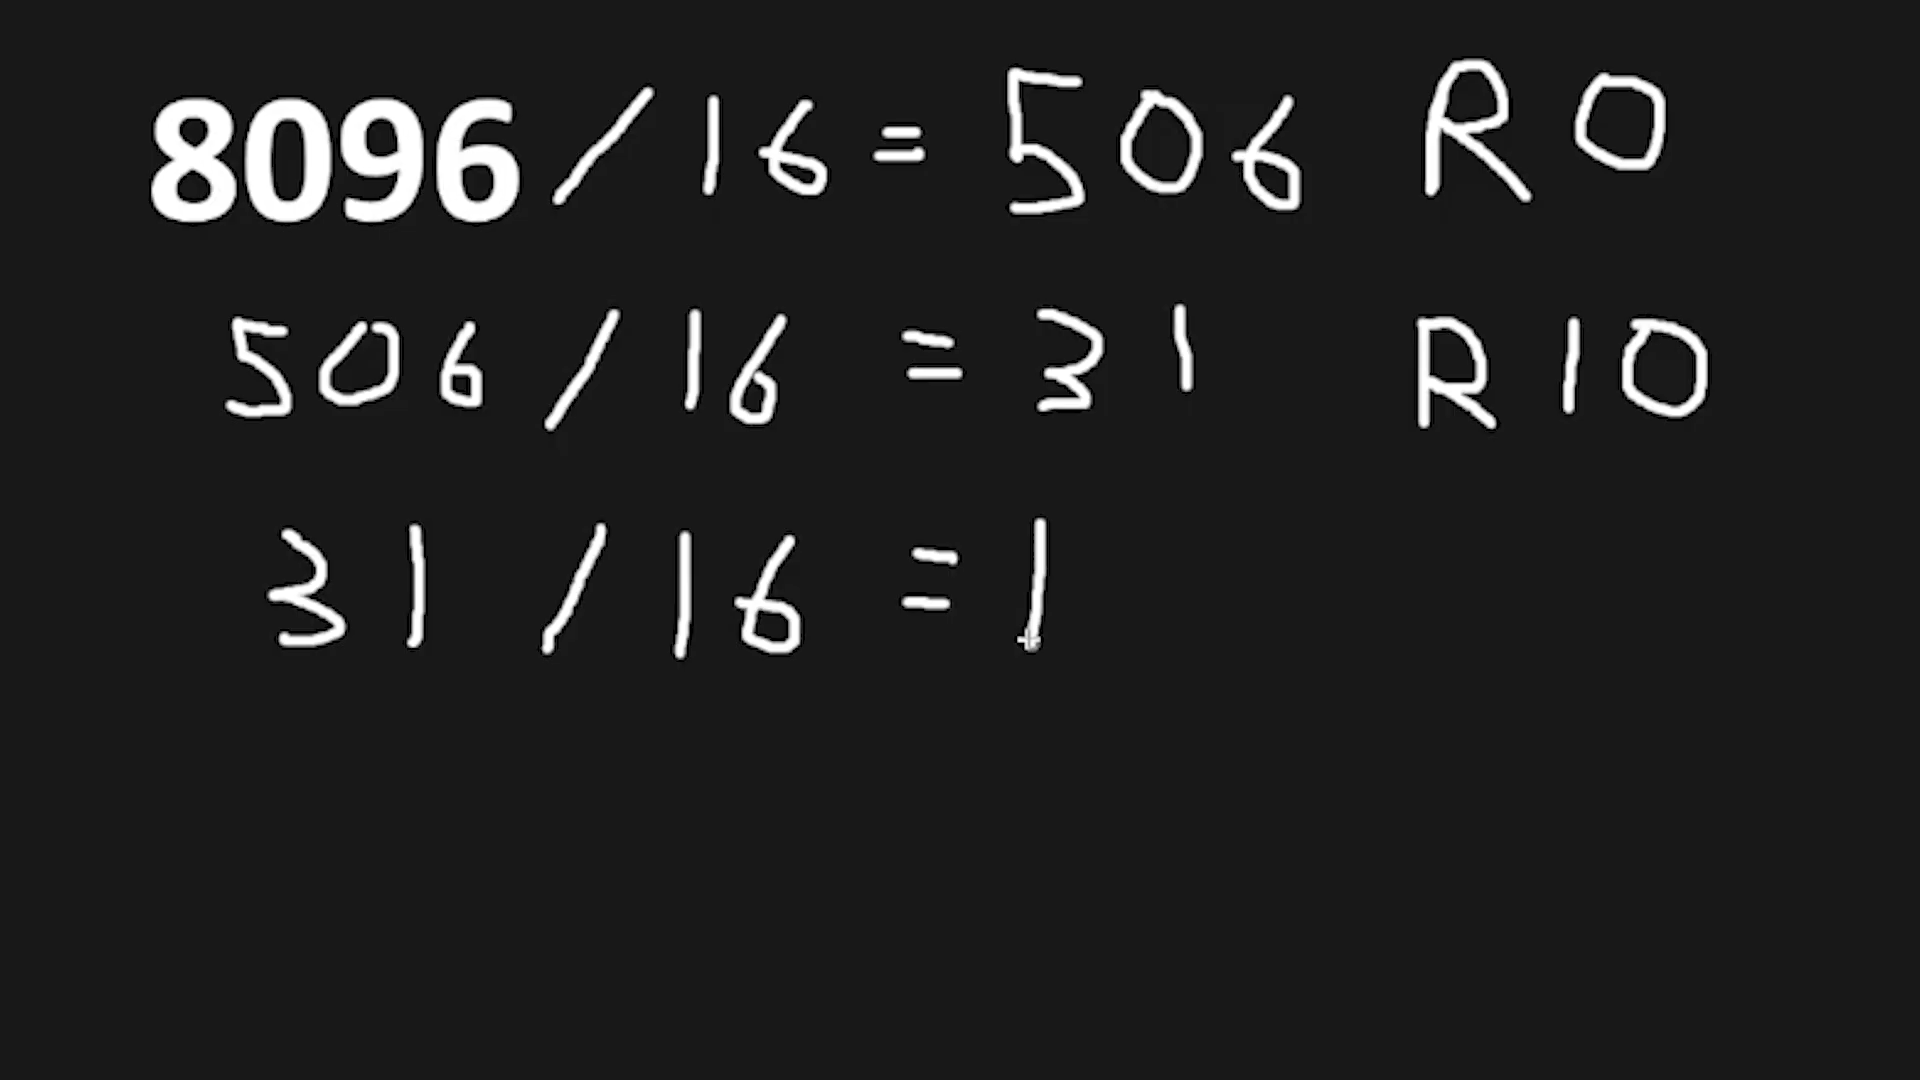 8096 / 16 = 506 R 0
506 / 16 = 31 R 10
31 / 16 = 1